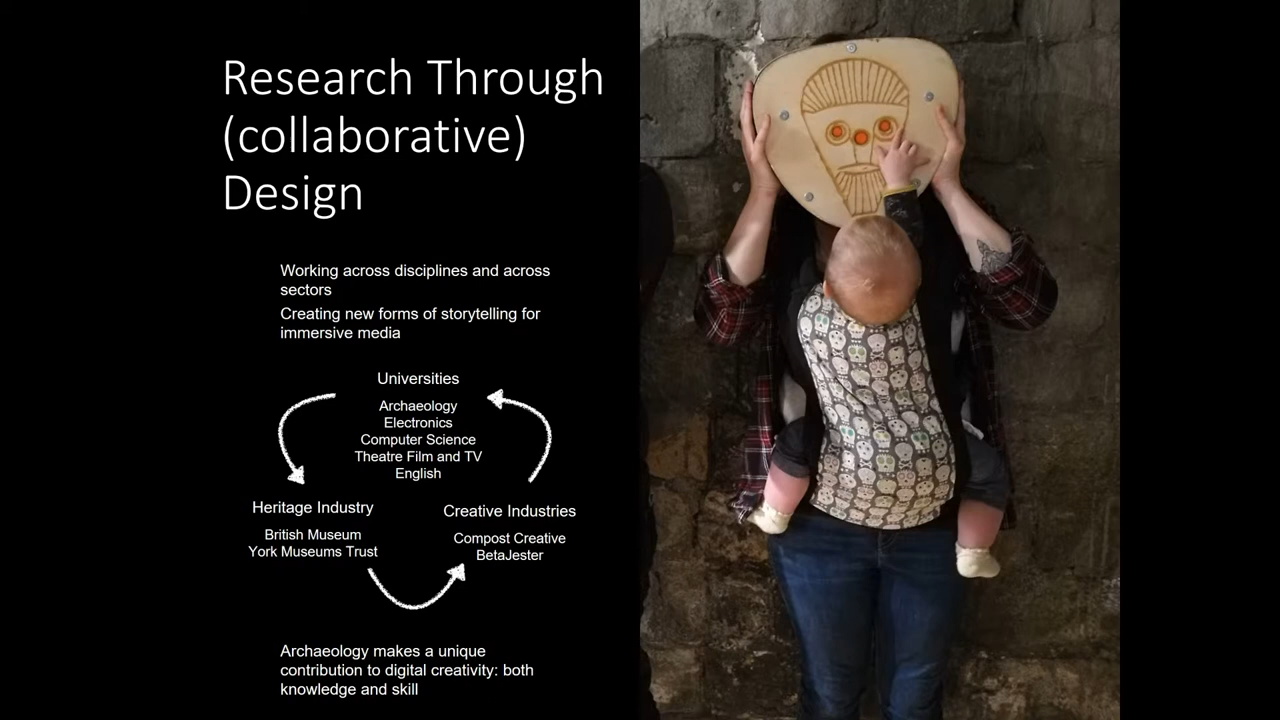 Research Through
(collaborative)
Design
Working across disciplines and across
sectors
Creating new forms of storytelling for
immersive media
Universities
Archaeology
Electronics
Computer Science
Theatre Film and TV
English
Heritage Industry
British Museum
York Museums Trust
Creative Industries
Compost Creative
BetaJester
Archaeology makes a unique
contribution to digital creativity: both
knowledge and skill